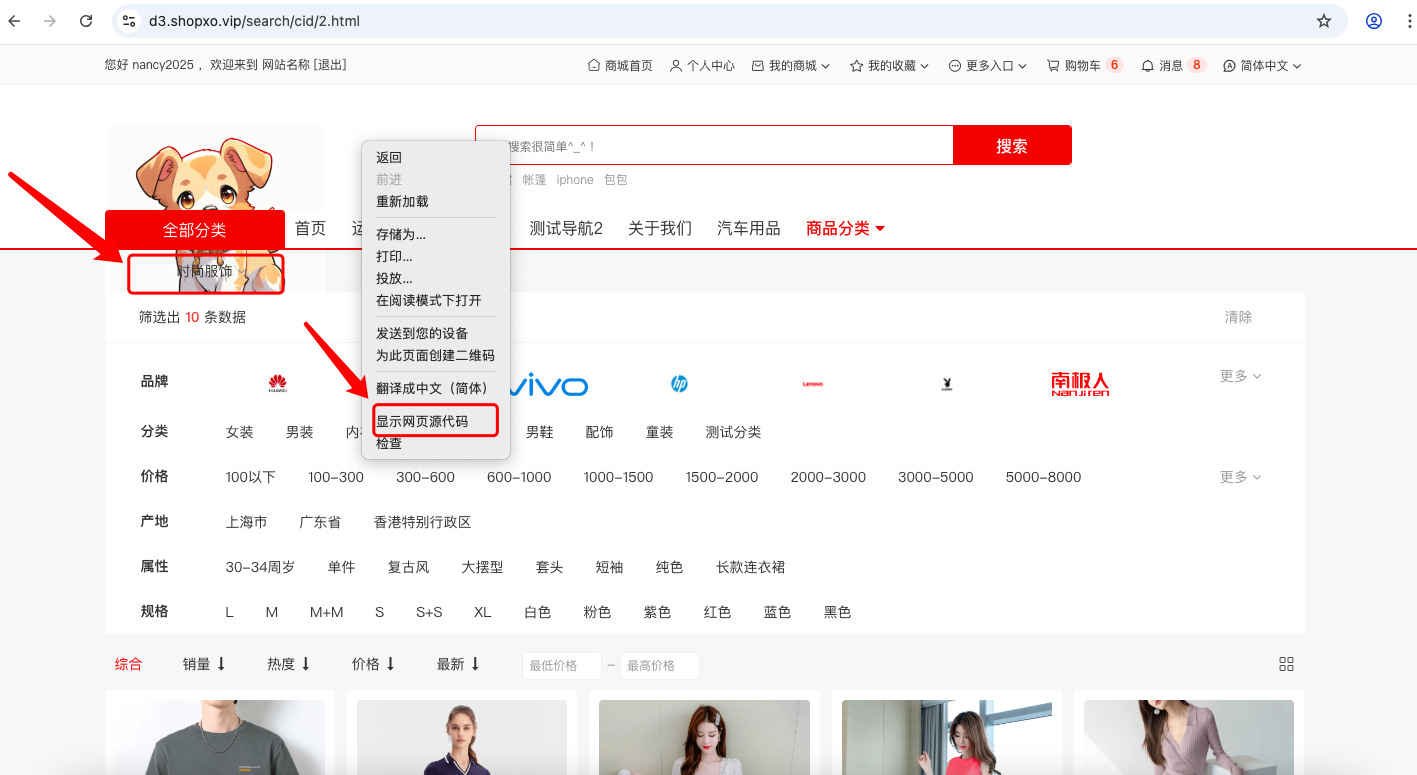 d3.shopxo.vip/search/cid/2.html
您好 nancy2025 ，欢迎来到 网站名称 [退出]
商城首页 个人中心 我的商城 我的收藏 更多入口 购物车 6 消息 8 简体中文
搜索很简单^_^！ 搜索
帐篷 iphone 包包
全部分类 首页 测试导航2 关于我们 汽车用品 商品分类
时尚服饰
返回
前进
重新加载
存储为...
打印...
投放...
在阅读模式下打开
发送到您的设备
为此页面创建二维码
翻译成中文（简体）
显示网页源代码
检查
筛选出 10 条数据 清除
品牌 HUAWEI vivo hp Lenovo 南极人 Nanjiren 更多
分类 女装 男装 男鞋 配饰 童装 测试分类
价格 100以下 100-300 300-600 600-1000 1000-1500 1500-2000 2000-3000 3000-5000 5000-8000 更多
产地 上海市 广东省 香港特别行政区
属性 30-34周岁 单件 复古风 大摆型 套头 短袖 纯色 长款连衣裙
规格 L M M+M S S+S XL 白色 粉色 紫色 红色 蓝色 黑色
综合 销量 热度 价格 最新 最低价格 - 最高价格